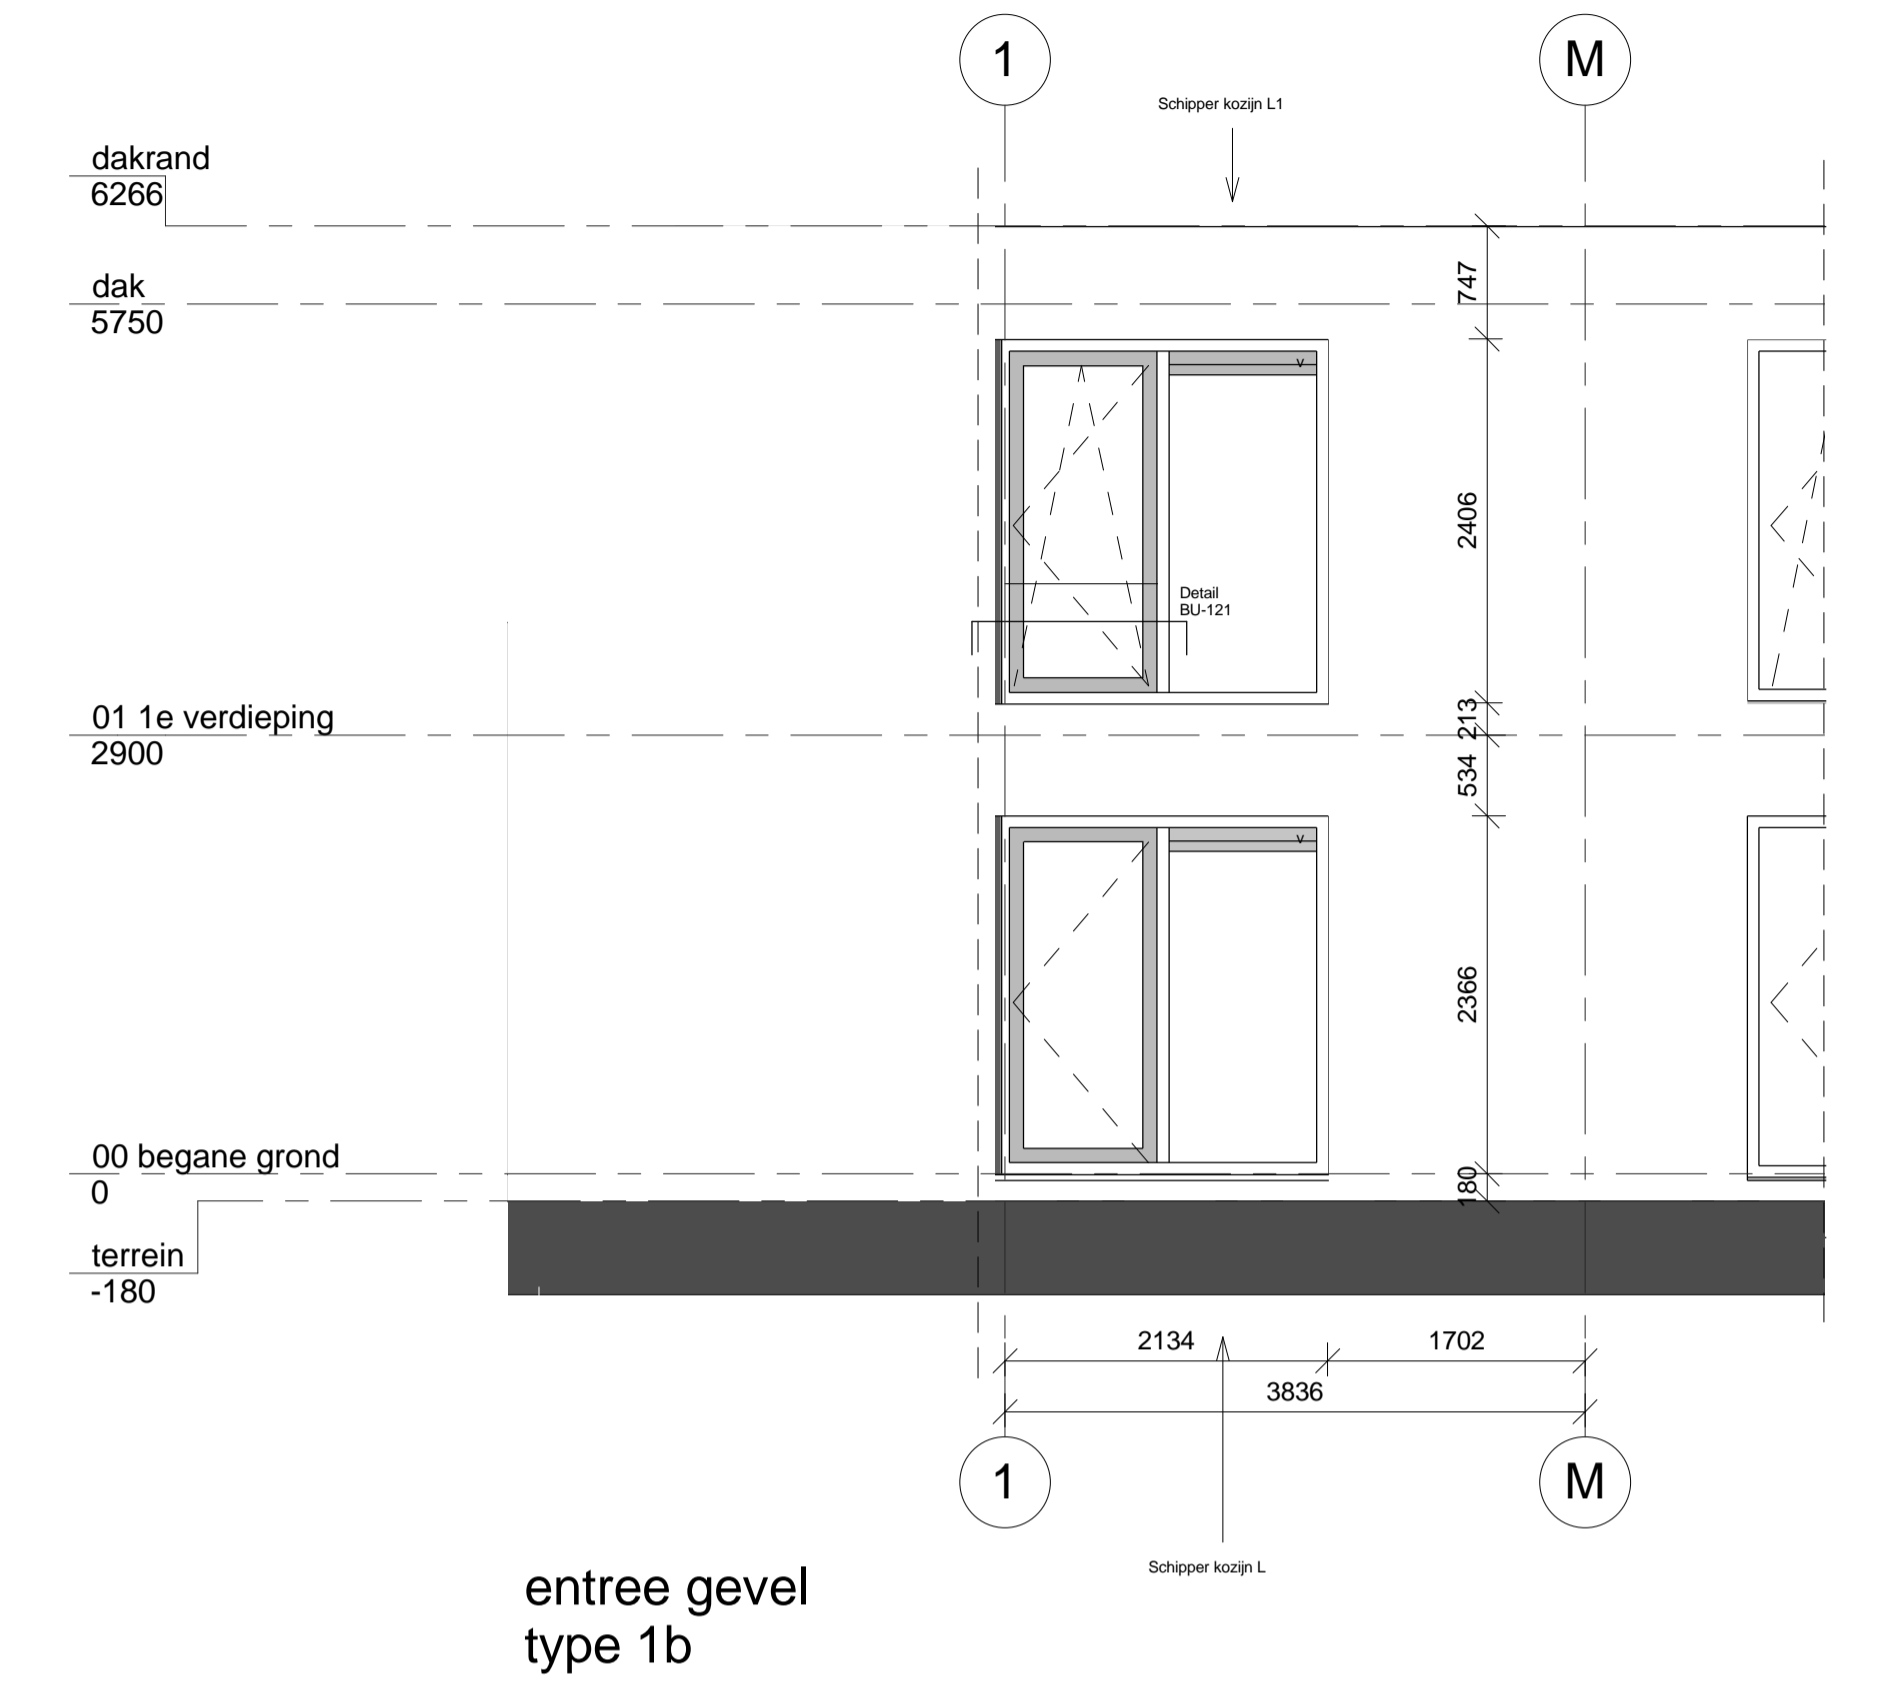 1
M
Schipper kozijn L1
dakrand
6266
dak
5750
747
v
2406
Detail
BU-121
01 1e verdieping
2900
213
534
v
2366
00 begane grond
0
180
terrein
-180
2134
1702
3836
1
M
Schipper kozijn L
entree gevel
type 1b